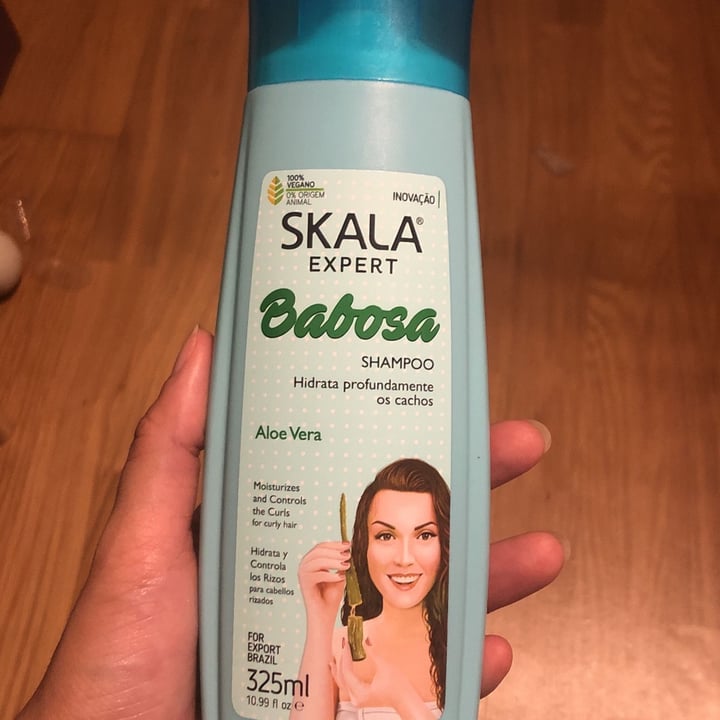 100%
VEGANO
0% ORIGEM
ANIMAL
INOVAÇÃO
SKALA®
EXPERT
Babosa
SHAMPOO
Hidrata profundamente
os cachos
Aloe Vera
Moisturizes
and Controls
the Curls
for curly hair
Hidrata y
Controla
los Rizos
para cabellos
rizados
FOR
EXPORT
BRAZIL
325ml
10.99 fl oz e